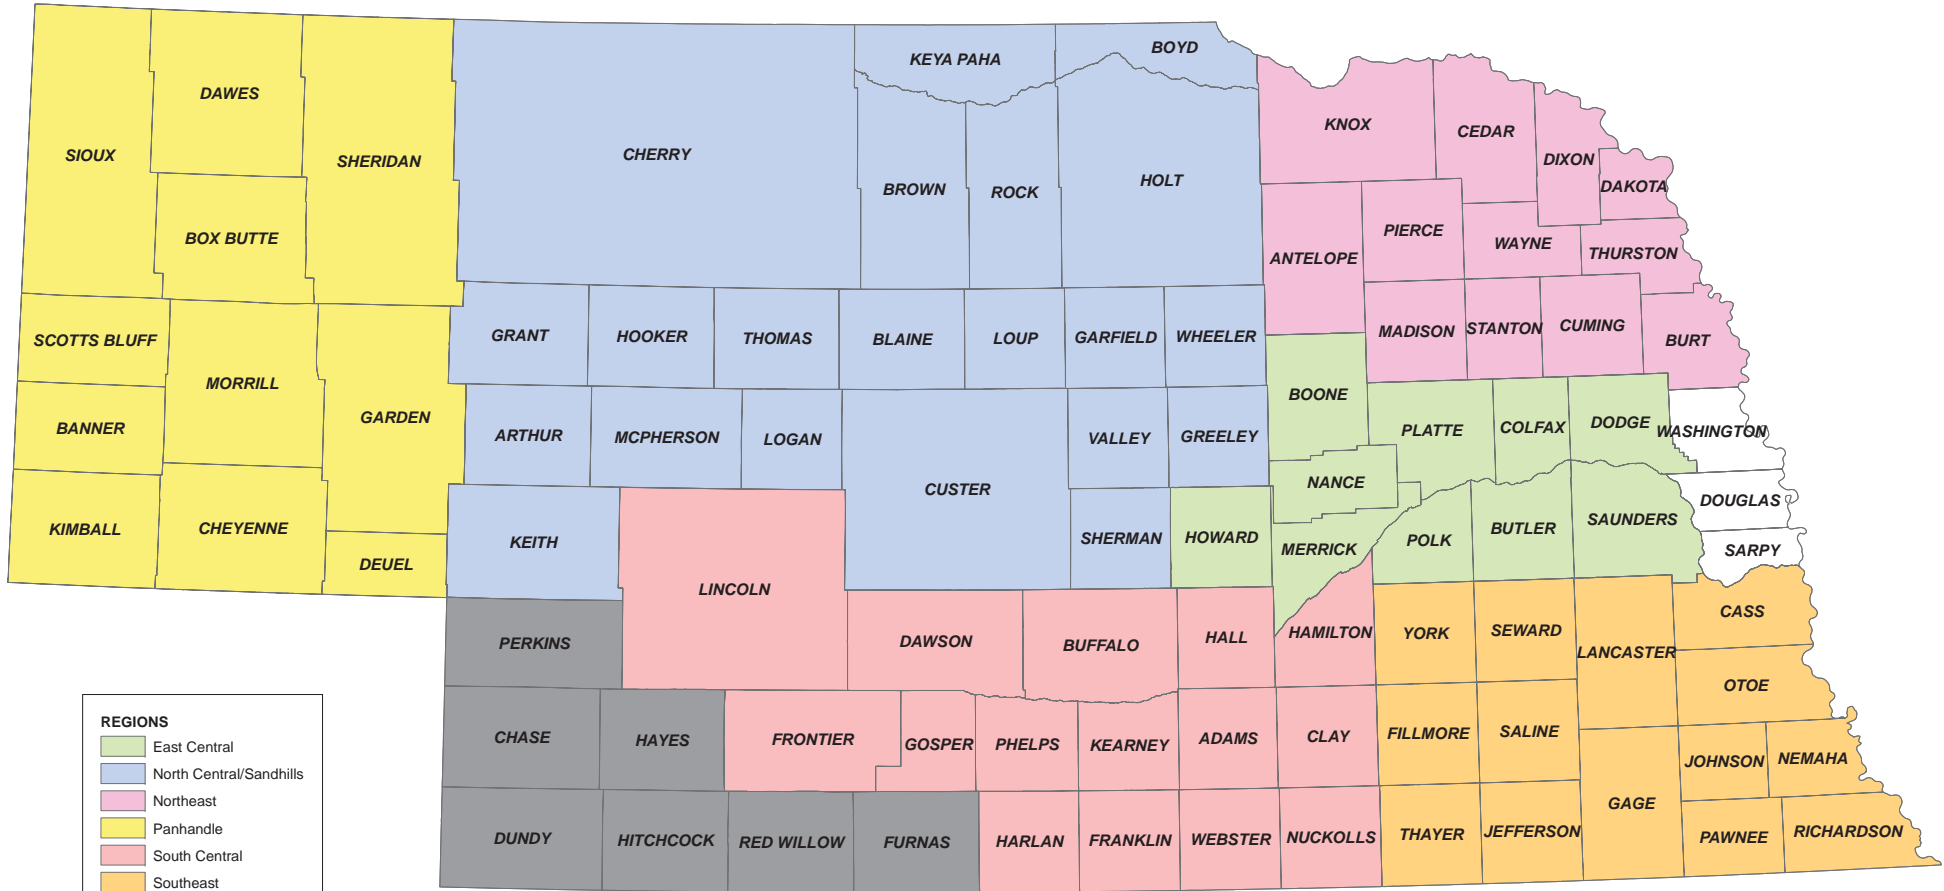 BOYD
KEYA PAHA
DAWES
KNOX
CEDAR
SIOUX
SHERIDAN
CHERRY
DIXON
BROWN
ROCK
HOLT
DAKOTA
BOX BUTTE
PIERCE
WAYNE
ANTELOPE
THURSTON
SCOTTS BLUFF
GRANT
HOOKER
THOMAS
BLAINE
LOUP
GARFIELD
WHEELER
MADISON
STANTON
CUMING
BURT
MORRILL
BOONE
BANNER
GARDEN
ARTHUR
MCPHERSON
LOGAN
VALLEY
GREELEY
PLATTE
COLFAX
DODGE
WASHINGTON
CUSTER
NANCE
KIMBALL
CHEYENNE
KEITH
SHERMAN
HOWARD
MERRICK
POLK
BUTLER
SAUNDERS
DOUGLAS
SARPY
DEUEL
LINCOLN
PERKINS
DAWSON
BUFFALO
HALL
HAMILTON
YORK
SEWARD
LANCASTER
CASS
OTOE
CHASE
HAYES
FRONTIER
GOSPER
PHELPS
KEARNEY
ADAMS
CLAY
FILLMORE
SALINE
JOHNSON
NEMAHA
GAGE
DUNDY
HITCHCOCK
RED WILLOW
FURNAS
HARLAN
FRANKLIN
WEBSTER
NUCKOLLS
THAYER
JEFFERSON
PAWNEE
RICHARDSON
REGIONS
East Central
North Central/Sandhills
Northeast
Panhandle
South Central
Southeast